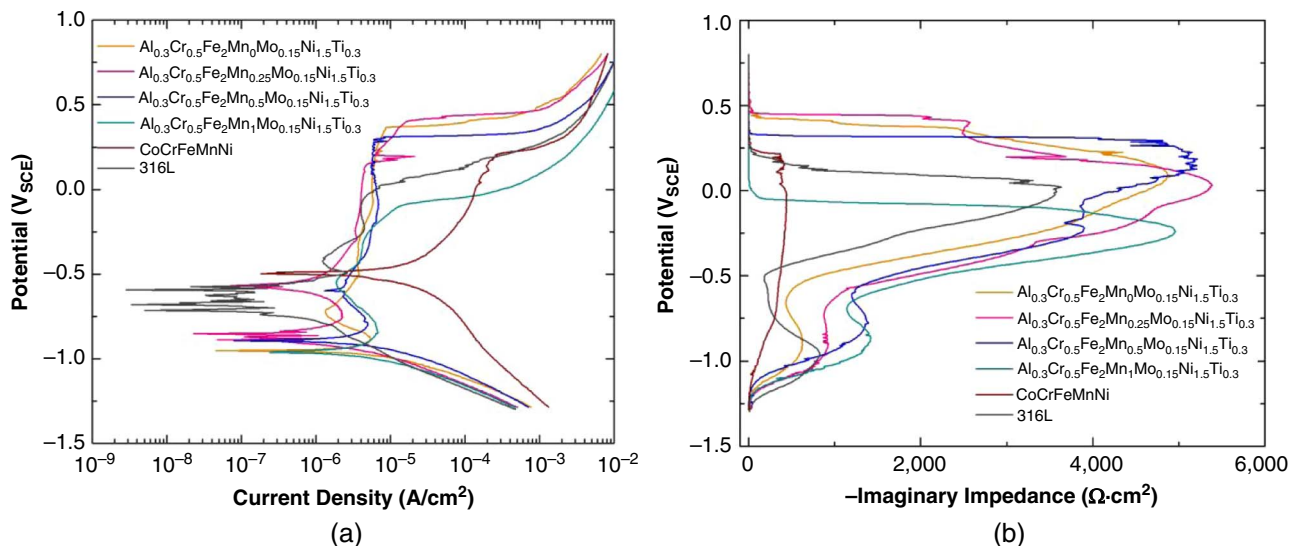 1.0
0.5
0.0
−0.5
−1.0
−1.5
Potential (V_SCE)
Al0.3Cr0.5Fe2Mn0Mo0.15Ni1.5Ti0.3
Al0.3Cr0.5Fe2Mn0.25Mo0.15Ni1.5Ti0.3
Al0.3Cr0.5Fe2Mn0.5Mo0.15Ni1.5Ti0.3
Al0.3Cr0.5Fe2Mn1Mo0.15Ni1.5Ti0.3
CoCrFeMnNi
316L
10⁻⁹ 10⁻⁸ 10⁻⁷ 10⁻⁶ 10⁻⁵ 10⁻⁴ 10⁻³ 10⁻²
Current Density (A/cm²)
(a)
1.0
0.5
0.0
−0.5
−1.0
−1.5
Potential (V_SCE)
Al0.3Cr0.5Fe2Mn0Mo0.15Ni1.5Ti0.3
Al0.3Cr0.5Fe2Mn0.25Mo0.15Ni1.5Ti0.3
Al0.3Cr0.5Fe2Mn0.5Mo0.15Ni1.5Ti0.3
Al0.3Cr0.5Fe2Mn1Mo0.15Ni1.5Ti0.3
CoCrFeMnNi
316L
0 2,000 4,000 6,000
−Imaginary Impedance (Ω·cm²)
(b)